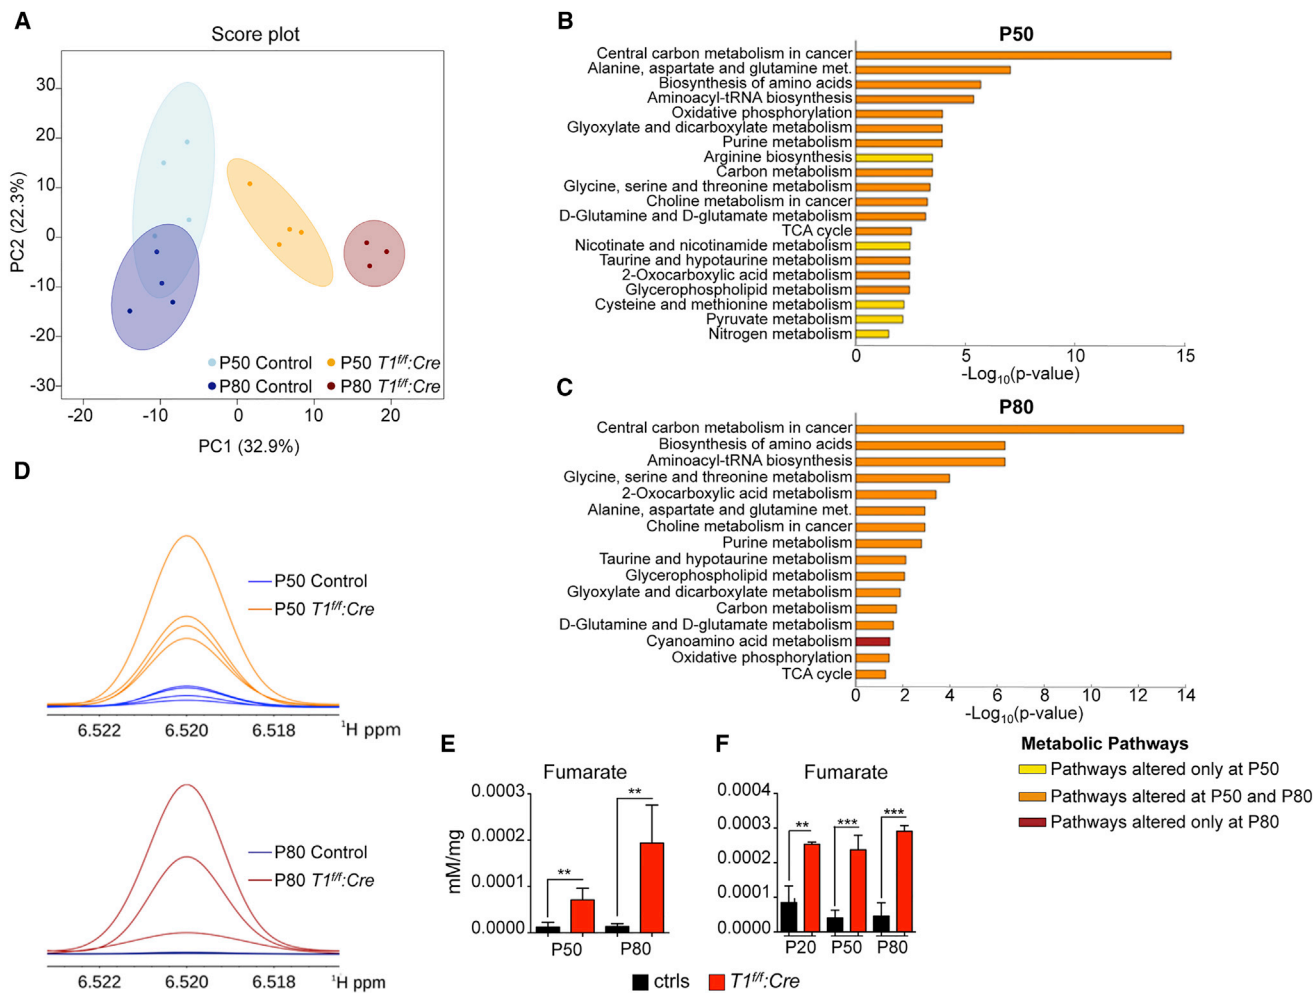 A
Score plot
PC2 (22.3%)
30
20
10
0
-10
-20
-30
P50 Control
P50 T1f/f:Cre
P80 Control
P80 T1f/f:Cre
-20
-10
0
10
20
PC1 (32.9%)
B
P50
Central carbon metabolism in cancer
Alanine, aspartate and glutamine met.
Biosynthesis of amino acids
Aminoacyl-tRNA biosynthesis
Oxidative phosphorylation
Glyoxylate and dicarboxylate metabolism
Purine metabolism
Arginine biosynthesis
Carbon metabolism
Glycine, serine and threonine metabolism
Choline metabolism in cancer
D-Glutamine and D-glutamate metabolism
TCA cycle
Nicotinate and nicotinamide metabolism
Taurine and hypotaurine metabolism
2-Oxocarboxylic acid metabolism
Glycerophospholipid metabolism
Cysteine and methionine metabolism
Pyruvate metabolism
Nitrogen metabolism
0
5
10
15
-Log10(p-value)
C
P80
Central carbon metabolism in cancer
Biosynthesis of amino acids
Aminoacyl-tRNA biosynthesis
Glycine, serine and threonine metabolism
2-Oxocarboxylic acid metabolism
Alanine, aspartate and glutamine met.
Choline metabolism in cancer
Purine metabolism
Taurine and hypotaurine metabolism
Glycerophospholipid metabolism
Glyoxylate and dicarboxylate metabolism
Carbon metabolism
D-Glutamine and D-glutamate metabolism
Cyanoamino acid metabolism
Oxidative phosphorylation
TCA cycle
0
2
4
6
8
10
12
14
-Log10(p-value)
Metabolic Pathways
Pathways altered only at P50
Pathways altered at P50 and P80
Pathways altered only at P80
D
P50 Control
P50 T1f/f:Cre
6.522
6.520
6.518
1H ppm
P80 Control
P80 T1f/f:Cre
6.522
6.520
6.518
1H ppm
E
Fumarate
mM/mg
0.0003
0.0002
0.0001
0.0000
**
**
P50
P80
F
Fumarate
0.0004
0.0003
0.0002
0.0001
0.0000
**
***
***
P20
P50
P80
ctrls
T1f/f:Cre